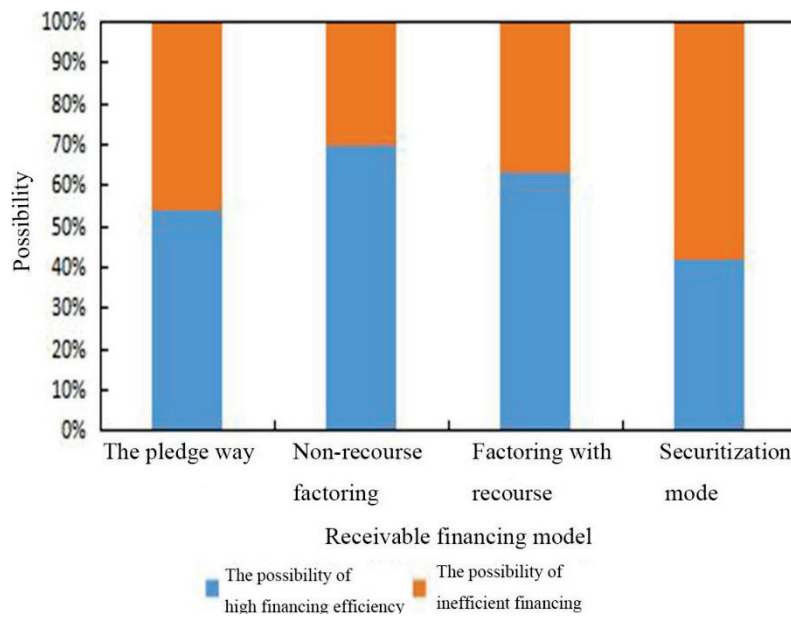 100%
90%
80%
70%
60%
50%
40%
30%
20%
10%
0%
Possibility
The pledge way
Non-recourse
factoring
Factoring with
recourse
Securitization
mode
Receivable financing model
The possibility of
high financing efficiency
The possibility of
inefficient financing